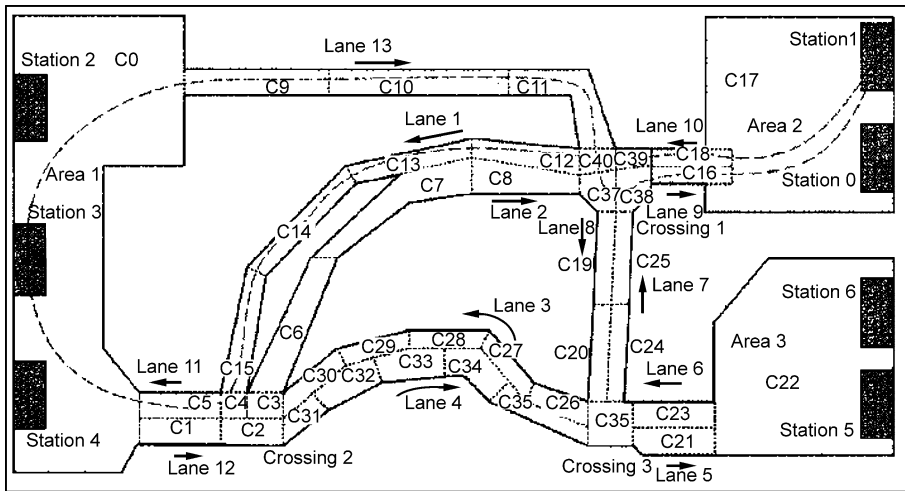 Lane 13
Station1
Station 2
C0
C17
C9
C10
C11
Lane 10
Area 2
Lane 1
C18
C13
C12
C40
C39
C16
Area 1
C7
C8
Station 0
C37
C38
Station 3
Lane 2
Lane 9
Lane 8
Crossing 1
C14
C19
C25
Lane 7
Station 6
Lane 3
C6
C29
C28
C27
C20
C24
Area 3
Lane 11
C15
C30
C32
C33
C34
Lane 6
C22
C5
C4
C3
C31
Lane 4
C35
C26
C35
C23
Station 4
C1
C2
C21
Station 5
Lane 12
Crossing 2
Crossing 3
Lane 5